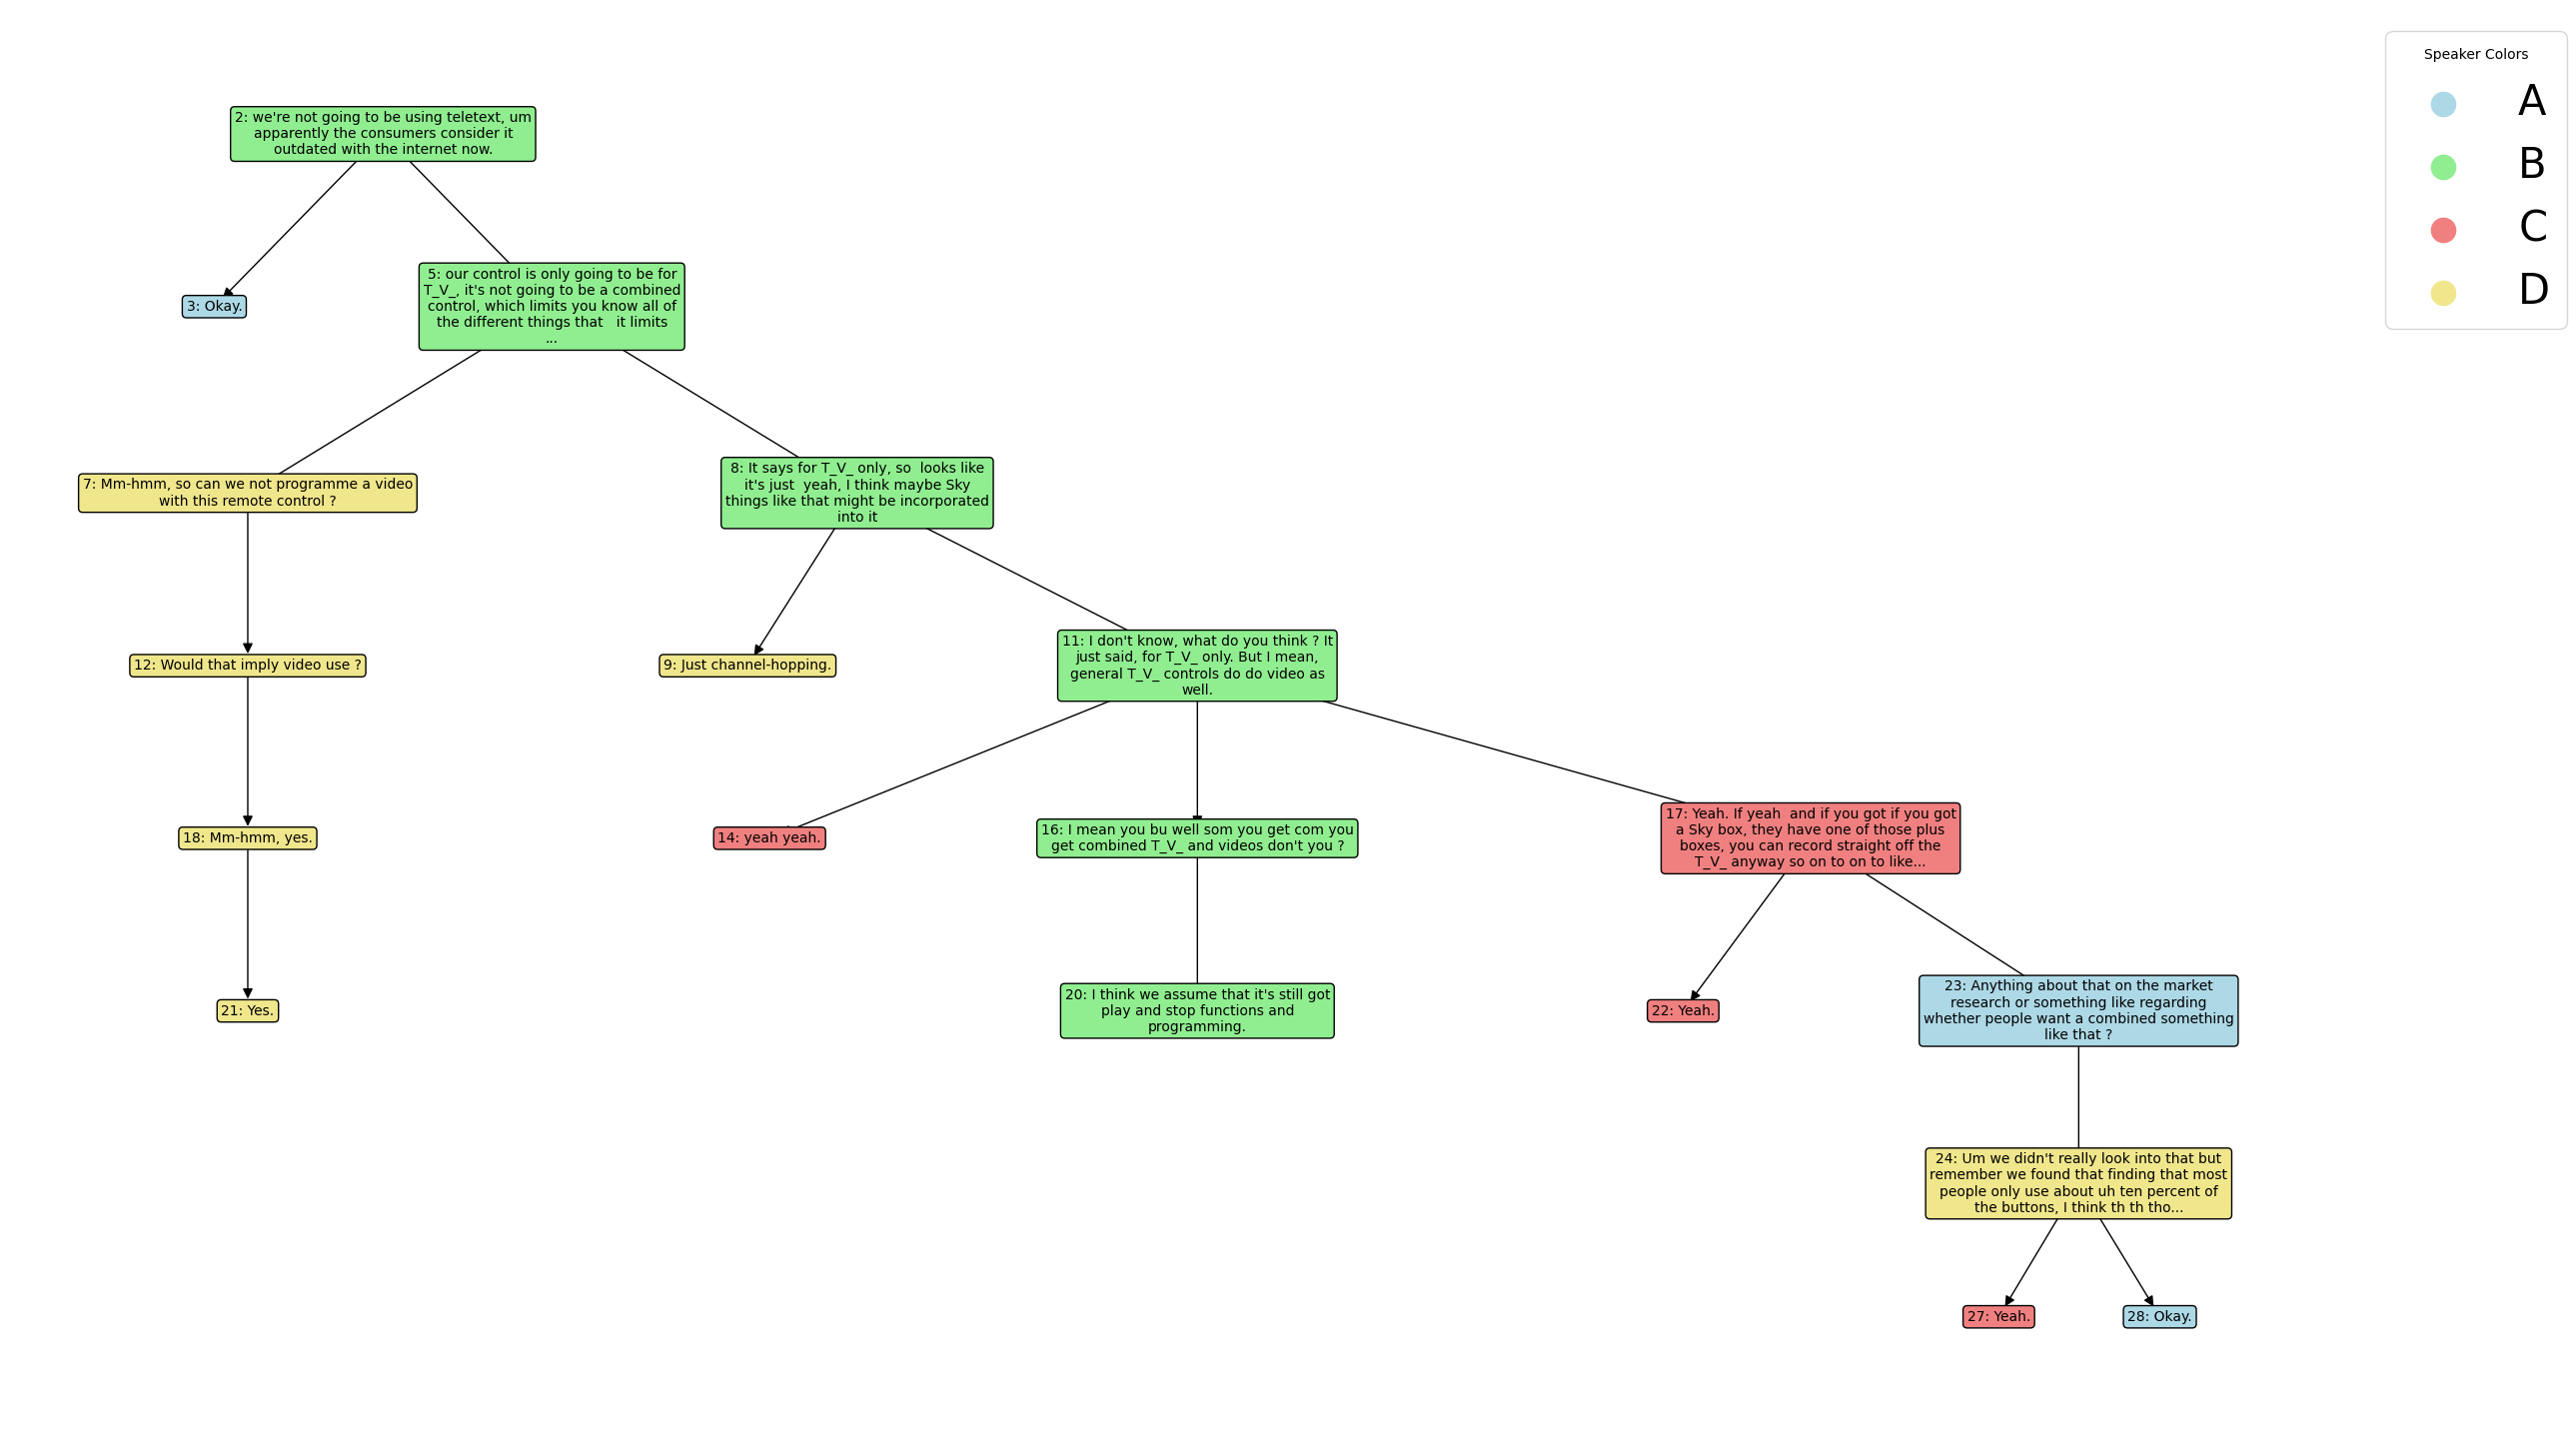 Speaker Colors
A
B
C
D
2: we're not going to be using teletext, um
apparently the consumers consider it
outdated with the internet now.
3: Okay.
5: our control is only going to be for
T_V_, it's not going to be a combined
control, which limits you know all of
the different things that   it limits
...
7: Mm-hmm, so can we not programme a video
with this remote control ?
8: It says for T_V_ only, so  looks like
it's just  yeah, I think maybe Sky
things like that might be incorporated
into it
12: Would that imply video use ?
9: Just channel-hopping.
11: I don't know, what do you think ? It
just said, for T_V_ only. But I mean,
general T_V_ controls do do video as
well.
18: Mm-hmm, yes.
14: yeah yeah.
16: I mean you bu well som you get com you
get combined T_V_ and videos don't you ?
17: Yeah. If yeah  and if you got if you got
a Sky box, they have one of those plus
boxes, you can record straight off the
T_V_ anyway so on to on to like...
21: Yes.
20: I think we assume that it's still got
play and stop functions and
programming.
22: Yeah.
23: Anything about that on the market
research or something like regarding
whether people want a combined something
like that ?
24: Um we didn't really look into that but
remember we found that finding that most
people only use about uh ten percent of
the buttons, I think th th tho...
27: Yeah.
28: Okay.